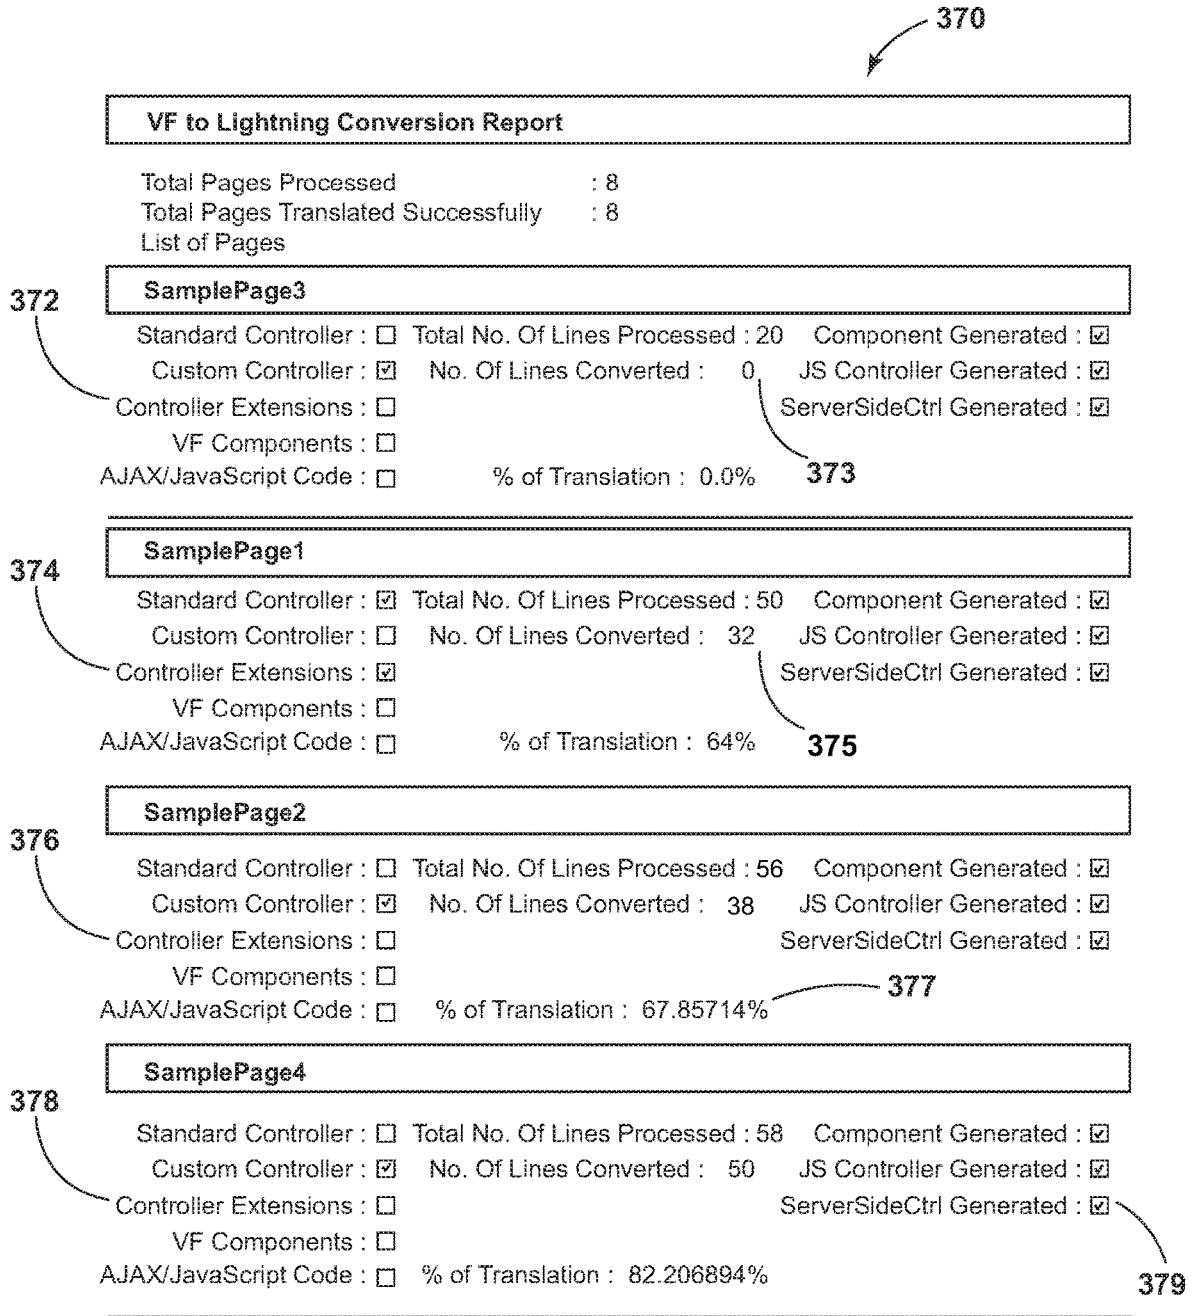 370
VF to Lightning Conversion Report
Total Pages Processed : 8
Total Pages Translated Successfully : 8
List of Pages
372
SamplePage3
Standard Controller : ☐ Total No. Of Lines Processed : 20 Component Generated : ☑
Custom Controller : ☑ No. Of Lines Converted : 0 JS Controller Generated : ☑
Controller Extensions : ☐ ServerSideCtrl Generated : ☑
VF Components : ☐
AJAX/JavaScript Code : ☐ % of Translation : 0.0% 373
SamplePage1
374
Standard Controller : ☑ Total No. Of Lines Processed : 50 Component Generated : ☑
Custom Controller : ☐ No. Of Lines Converted : 32 JS Controller Generated : ☑
Controller Extensions : ☑ ServerSideCtrl Generated : ☑
VF Components : ☐
AJAX/JavaScript Code : ☐ % of Translation : 64% 375
SamplePage2
376
Standard Controller : ☐ Total No. Of Lines Processed : 56 Component Generated : ☑
Custom Controller : ☑ No. Of Lines Converted : 38 JS Controller Generated : ☑
Controller Extensions : ☐ ServerSideCtrl Generated : ☑
VF Components : ☐
377
AJAX/JavaScript Code : ☐ % of Translation : 67.85714%
SamplePage4
378
Standard Controller : ☐ Total No. Of Lines Processed : 58 Component Generated : ☑
Custom Controller : ☑ No. Of Lines Converted : 50 JS Controller Generated : ☑
Controller Extensions : ☐ ServerSideCtrl Generated : ☑
VF Components : ☐
AJAX/JavaScript Code : ☐ % of Translation : 82.206894%
379